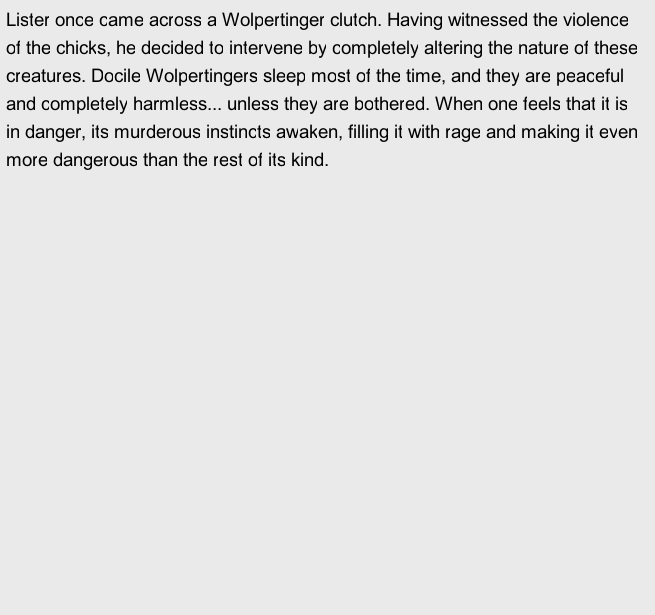 Lister once came across a Wolpertinger clutch. Having witnessed the violence
of the chicks, he decided to intervene by completely altering the nature of these
creatures. Docile Wolpertingers sleep most of the time, and they are peaceful
and completely harmless... unless they are bothered. When one feels that it is
in danger, its murderous instincts awaken, filling it with rage and making it even
more dangerous than the rest of its kind.